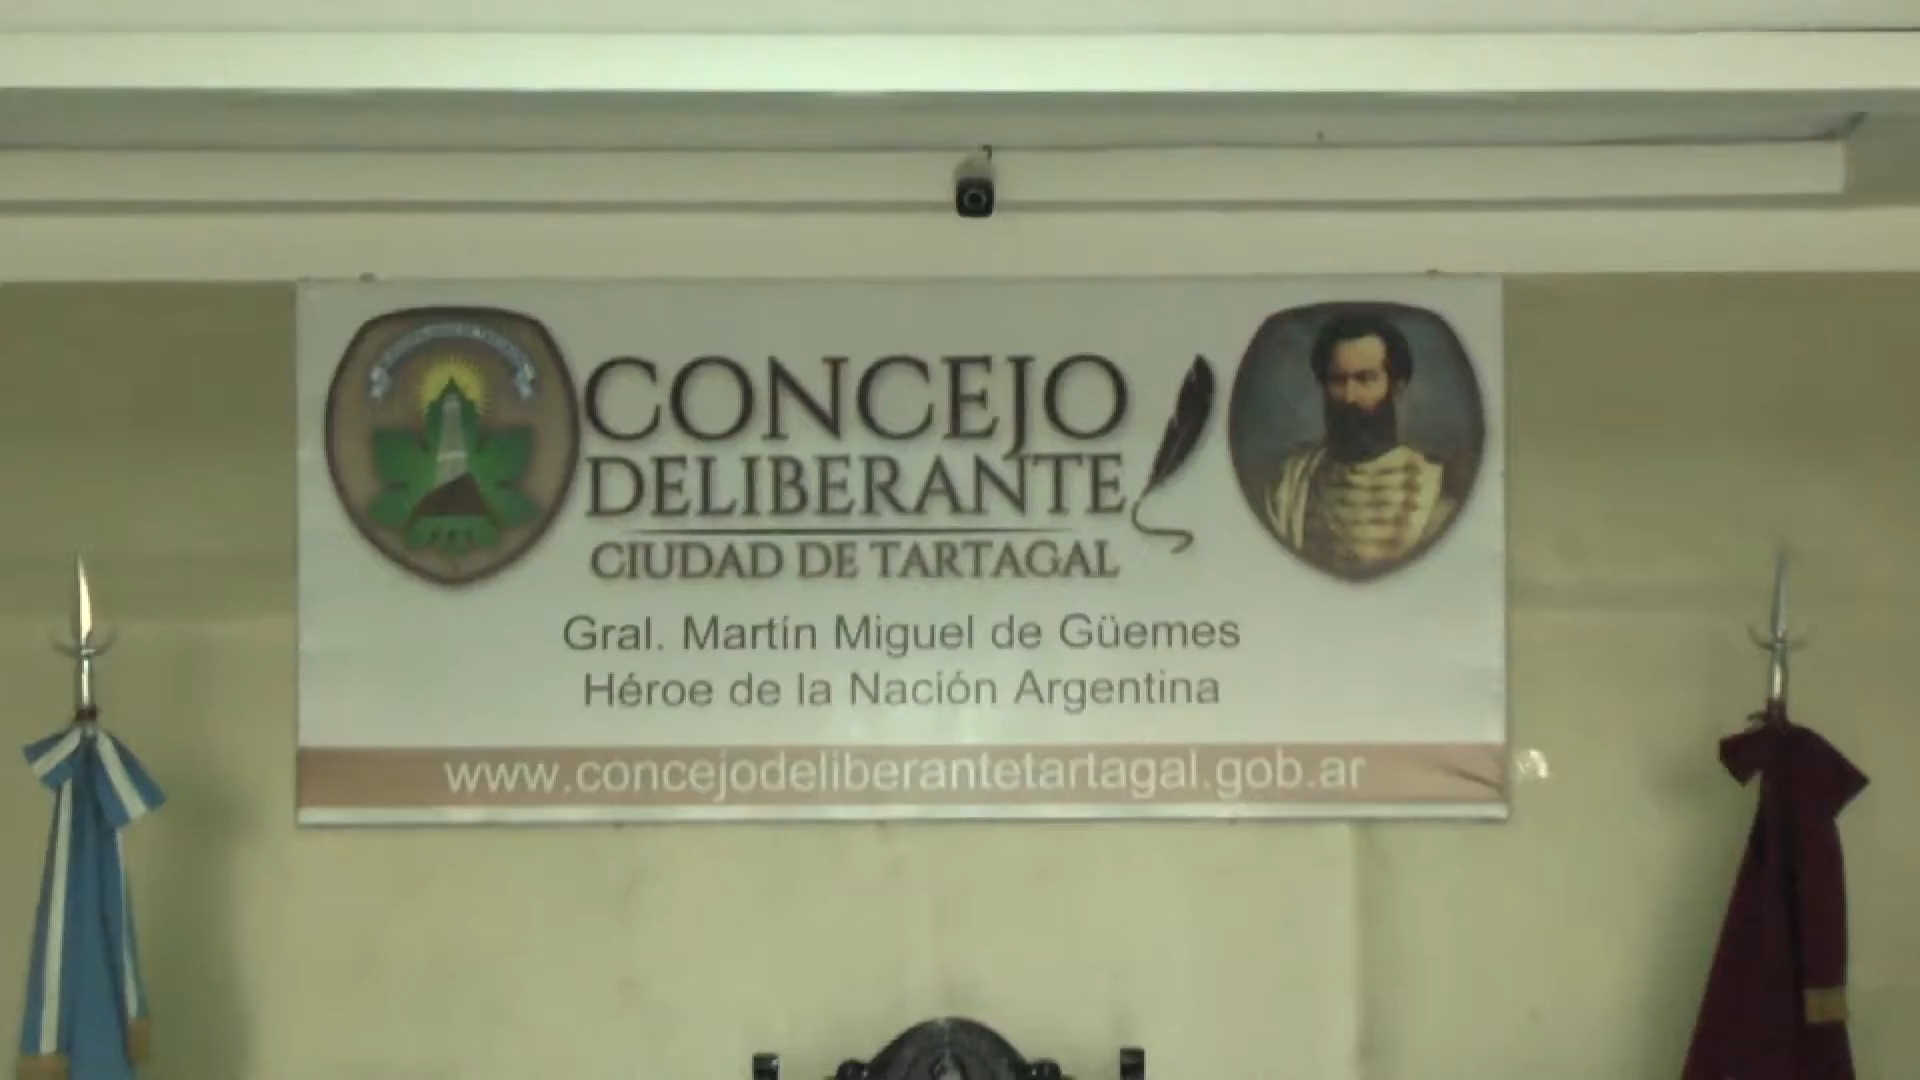 CONCEJO
DELIBERANTE
CIUDAD DE TARTAGAL
Gral. Martín Miguel de Güemes
Héroe de la Nación Argentina
www.concejodeliberantetartagal.gob.ar